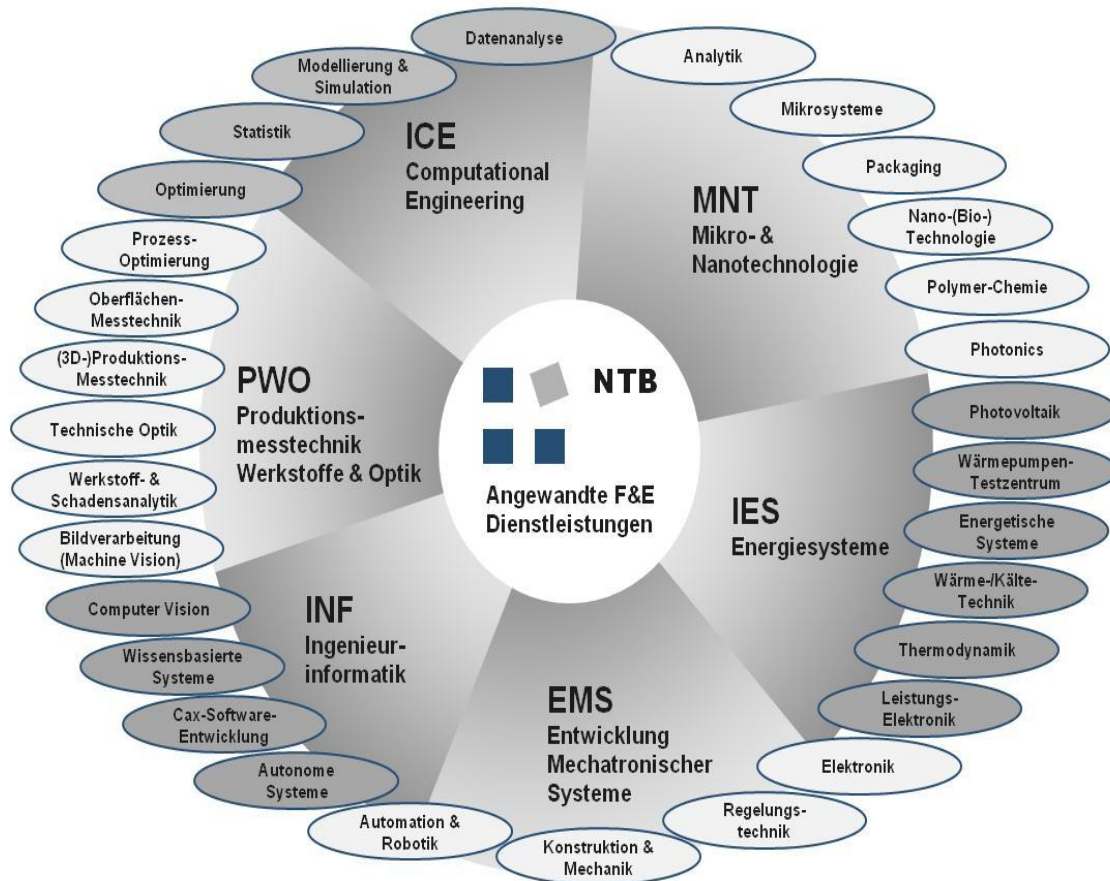 Datenanalyse
Modellierung &
Simulation
Statistik
Optimierung
ICE
Computational
Engineering
Analytik
Mikrosysteme
Packaging
Nano-(Bio-)
Technologie
Polymer-Chemie
Photonics
MNT
Mikro- &
Nanotechnologie
Photovoltaik
Wärmepumpen-
Testzentrum
Energetische
Systeme
Wärme-/Kälte-
Technik
Thermodynamik
Leistungs-
Elektronik
IES
Energiesysteme
Elektronik
Regelungs-
technik
Konstruktion &
Mechanik
Automation &
Robotik
EMS
Entwicklung
Mechatronischer
Systeme
Autonome
Systeme
Cax-Software-
Entwicklung
Wissensbasierte
Systeme
Computer Vision
INF
Ingenieur-
informatik
Bildverarbeitung
(Machine Vision)
Werkstoff- &
Schadensanalytik
Technische Optik
(3D-)Produktions-
Messtechnik
Oberflächen-
Messtechnik
Prozess-
Optimierung
PWO
Produktions-
messtechnik
Werkstoffe & Optik
NTB
Angewandte F&E
Dienstleistungen